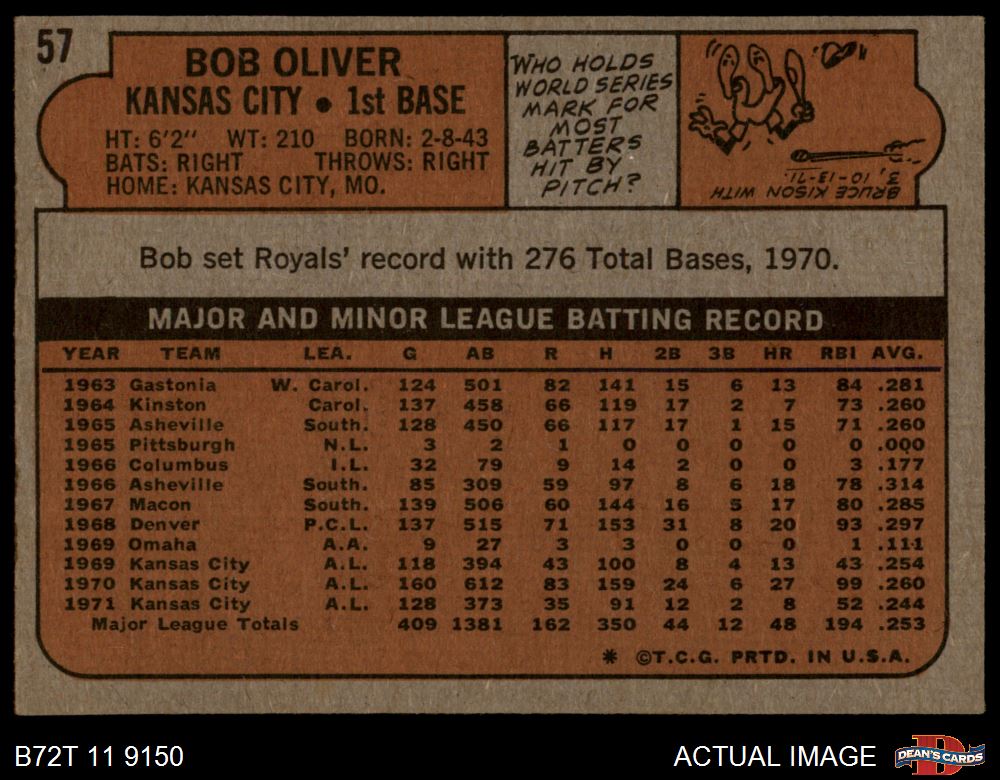 57
BOB OLIVER
KANSAS CITY • 1st BASE
HT: 6'2" WT: 210 BORN: 2-8-43
BATS: RIGHT THROWS: RIGHT
HOME: KANSAS CITY, MO.
WHO HOLDS
WORLD SERIES
MARK FOR
MOST
BATTERS
HIT BY
PITCH?
BRUCE KISON WITH
3, 10-13-71.
Bob set Royals' record with 276 Total Bases, 1970.
MAJOR AND MINOR LEAGUE BATTING RECORD
YEAR TEAM LEA. G AB R H 2B 3B HR RBI AVG.
1963 Gastonia W. Carol. 124 501 82 141 15 6 13 84 .281
1964 Kinston Carol. 137 458 66 119 17 2 7 73 .260
1965 Asheville South. 128 450 66 117 17 1 15 71 .260
1965 Pittsburgh N.L. 3 2 1 0 0 0 0 0 .000
1966 Columbus I.L. 32 79 9 14 2 0 0 3 .177
1966 Asheville South. 85 309 59 97 8 6 18 78 .314
1967 Macon South. 139 506 60 144 16 5 17 80 .285
1968 Denver P.C.L. 137 515 71 153 31 8 20 93 .297
1969 Omaha A.A. 9 27 3 3 0 0 0 1 .111
1969 Kansas City A.L. 118 394 43 100 8 4 13 43 .254
1970 Kansas City A.L. 160 612 83 159 24 6 27 99 .260
1971 Kansas City A.L. 128 373 35 91 12 2 8 52 .244
Major League Totals 409 1381 162 350 44 12 48 194 .253
* ©T.C.G. PRTD. IN U.S.A.
B72T 11 9150
ACTUAL IMAGE
D
DEAN'S CARDS